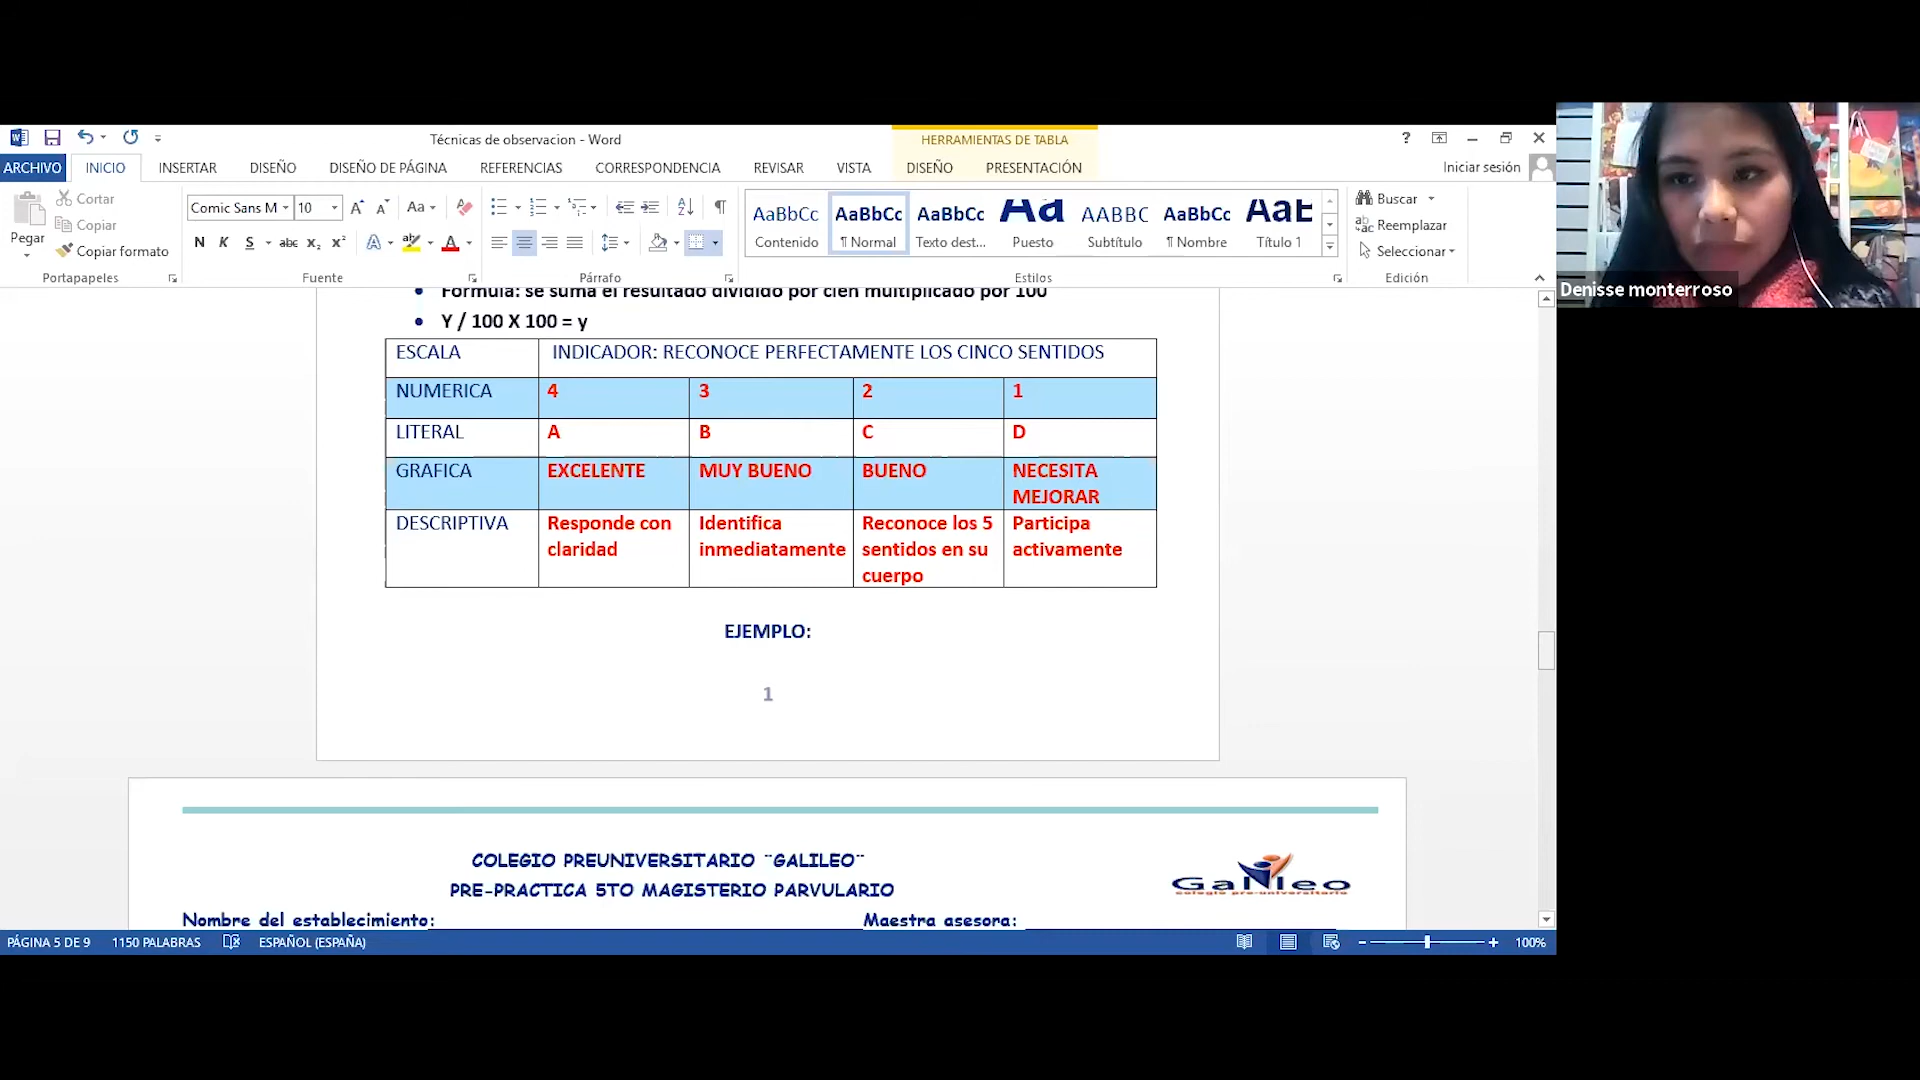 Técnicas de observacion - Word
HERRAMIENTAS DE TABLA
ARCHIVO INICIO INSERTAR DISEÑO DISEÑO DE PÁGINA REFERENCIAS CORRESPONDENCIA REVISAR VISTA DISEÑO PRESENTACIÓN Iniciar sesión
Pegar
Cortar
Copiar
Copiar formato
Portapapeles
Comic Sans M 10
Fuente
Párrafo
AaBbCc AaBbCc AaBbCc Aa AABBC AaBbCc AaE
Contenido ¶ Normal Texto dest... Puesto Subtítulo ¶ Nombre Título 1
Estilos
Buscar
Reemplazar
Seleccionar
Edición
Denisse monterroso
Formula: se suma el resultado dividido por cien multiplicado por 100
Y / 100 X 100 = y
ESCALA INDICADOR: RECONOCE PERFECTAMENTE LOS CINCO SENTIDOS
NUMERICA 4 3 2 1
LITERAL A B C D
GRAFICA EXCELENTE MUY BUENO BUENO NECESITA MEJORAR
DESCRIPTIVA Responde con claridad Identifica inmediatamente Reconoce los 5 sentidos en su cuerpo Participa activamente
EJEMPLO:
1
COLEGIO PREUNIVERSITARIO ¨GALILEO¨
PRE-PRACTICA 5TO MAGISTERIO PARVULARIO
Galileo
colegio pre-universitario
Nombre del establecimiento: Maestra asesora:
PÁGINA 5 DE 9 1150 PALABRAS ESPAÑOL (ESPAÑA) 100%